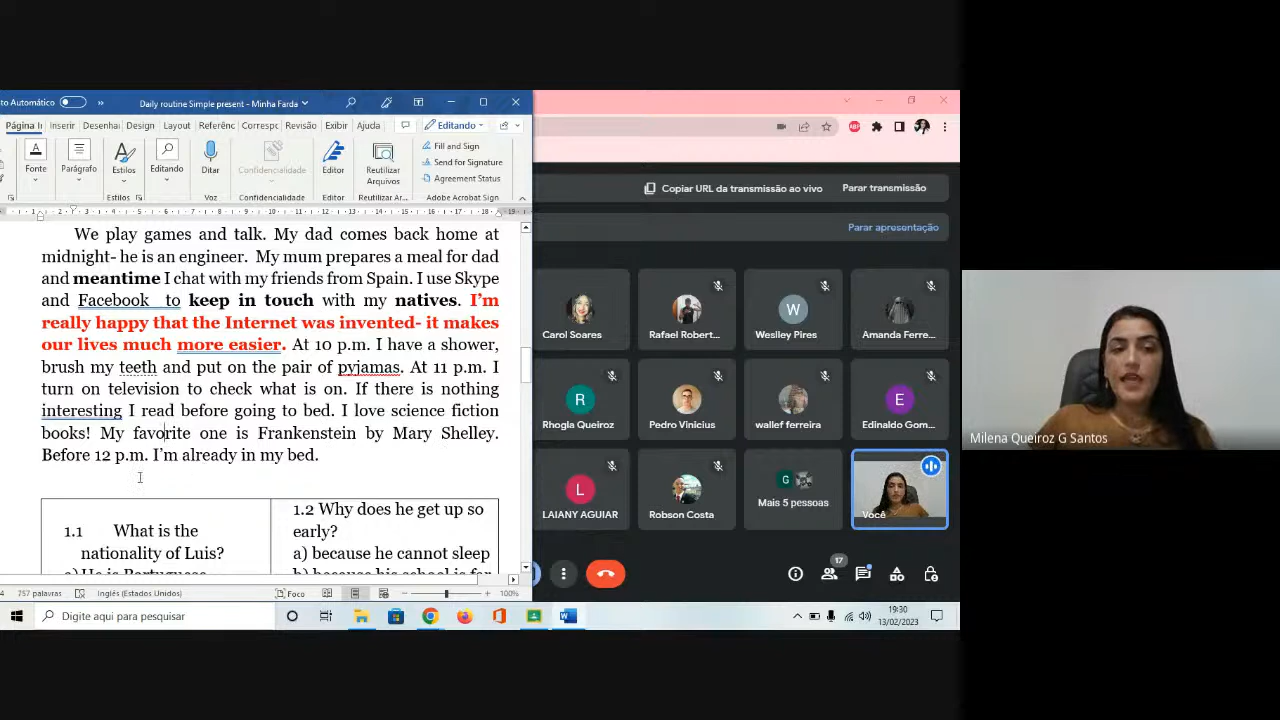 to Automático
Daily routine Simple present - Minha Farda
Página I
Inserir
Desenha
Design
Layout
Referênc
Corresp
Revisão
Exibir
Ajuda
Editando
Fonte
Parágrafo
Estilos
Editando
Ditar
Confidencialidade
Editor
Reutilizar
Arquivos
Fill and Sign
Send for Signature
Agreement Status
Estilos
Voz
Confidencialidade
Editor
Reutilizar Ar...
Adobe Acrobat Sign
We play games and talk. My dad comes back home at
midnight- he is an engineer. My mum prepares a meal for dad
and meantime I chat with my friends from Spain. I use Skype
and Facebook to keep in touch with my natives. I'm
really happy that the Internet was invented- it makes
our lives much more easier. At 10 p.m. I have a shower,
brush my teeth and put on the pair of pyjamas. At 11 p.m. I
turn on television to check what is on. If there is nothing
interesting I read before going to bed. I love science fiction
books! My favorite one is Frankenstein by Mary Shelley.
Before 12 p.m. I'm already in my bed.
1.1 What is the
nationality of Luis?
1.2 Why does he get up so
early?
a) because he cannot sleep
757 palavras
Inglês (Estados Unidos)
Foco
100%
Copiar URL da transmissão ao vivo
Parar transmissão
Parar apresentação
Carol Soares
Rafael Robert...
W
Weslley Pires
Amanda Ferre...
R
Rhogla Queiroz
Pedro Vinicius
wallef ferreira
E
Edinaldo Gom...
L
LAIANY AGUIAR
Robson Costa
G
Mais 5 pessoas
Você
17
Digite aqui para pesquisar
19:30
13/02/2023
Milena Queiroz G Santos